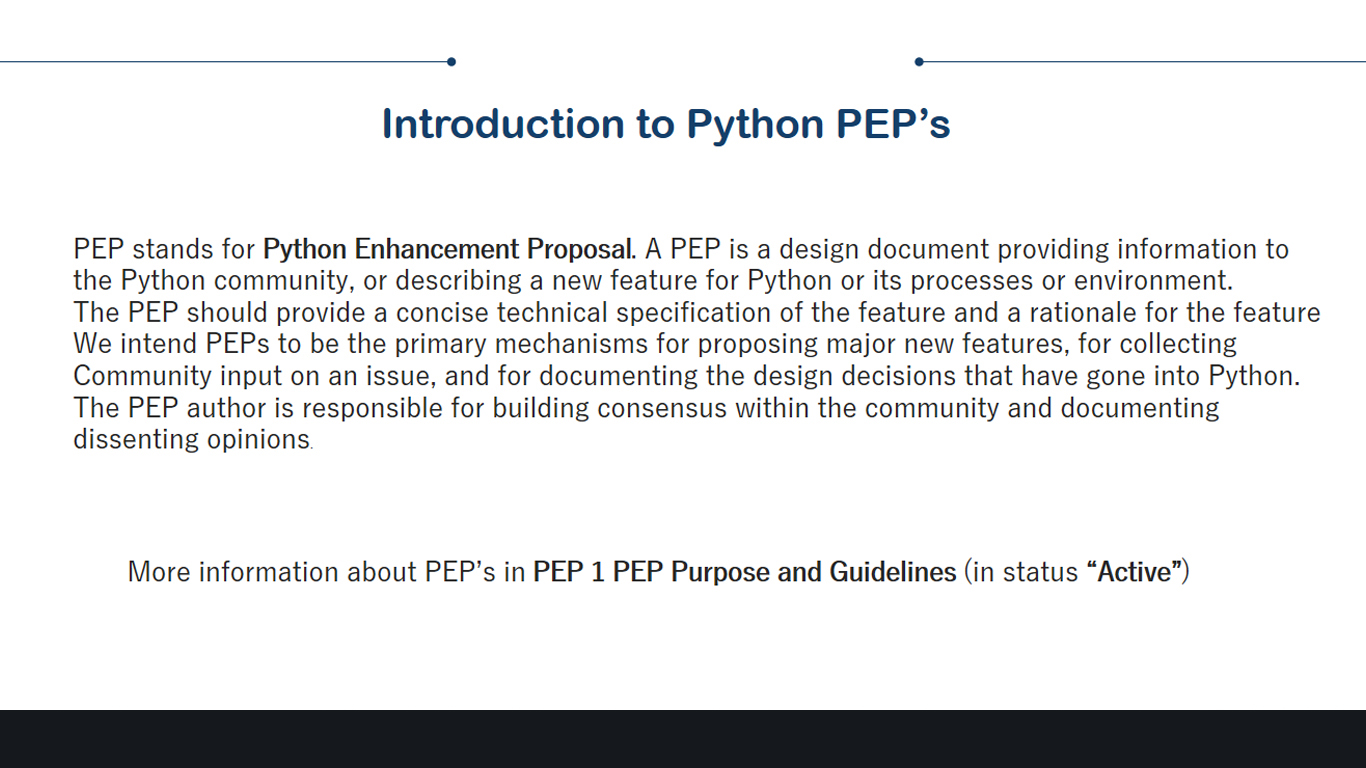 Introduction to Python PEP’s
PEP stands for Python Enhancement Proposal. A PEP is a design document providing information to
the Python community, or describing a new feature for Python or its processes or environment.
The PEP should provide a concise technical specification of the feature and a rationale for the feature
We intend PEPs to be the primary mechanisms for proposing major new features, for collecting
Community input on an issue, and for documenting the design decisions that have gone into Python.
The PEP author is responsible for building consensus within the community and documenting
dissenting opinions.
More information about PEP’s in PEP 1 PEP Purpose and Guidelines (in status “Active”)